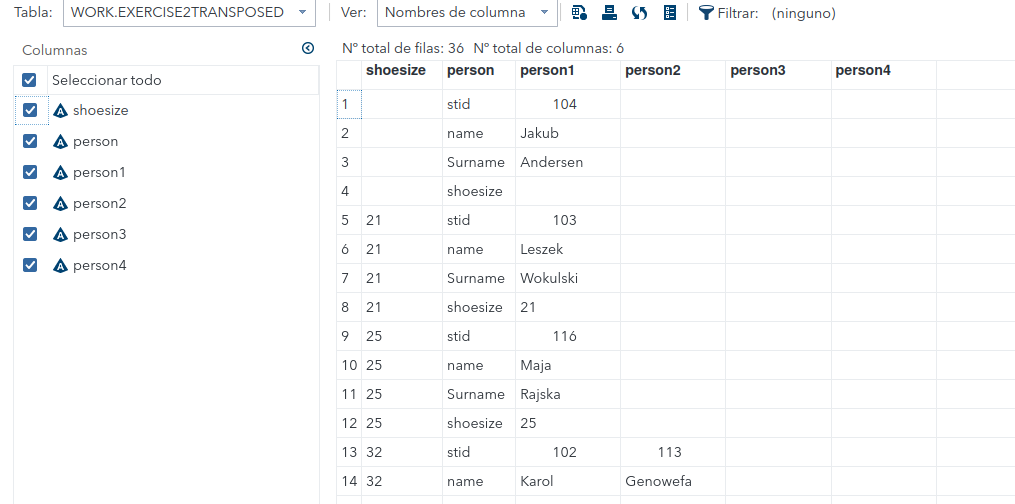 Tabla: WORK.EXERCISE2TRANSPOSED Ver: Nombres de columna Filtrar: (ninguno)
Columnas
Seleccionar todo
shoesize
person
person1
person2
person3
person4
Nº total de filas: 36 Nº total de columnas: 6
shoesize person person1 person2 person3 person4
1 stid 104
2 name Jakub
3 Surname Andersen
4 shoesize
5 21 stid 103
6 21 name Leszek
7 21 Surname Wokulski
8 21 shoesize 21
9 25 stid 116
10 25 name Maja
11 25 Surname Rajska
12 25 shoesize 25
13 32 stid 102 113
14 32 name Karol Genowefa